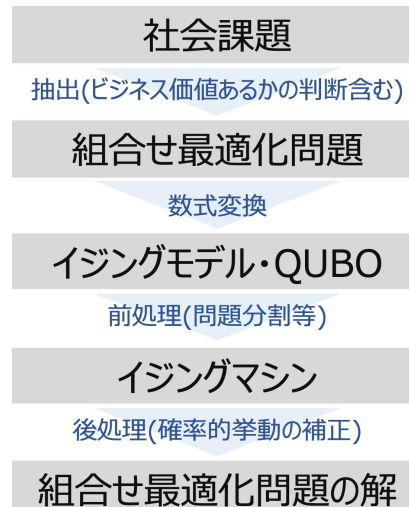 社会課題
抽出(ビジネス価値あるかの判断含む)
組合せ最適化問題
数式変換
イジングモデル・QUBO
前処理(問題分割等)
イジングマシン
後処理(確率的挙動の補正)
組合せ最適化問題の解